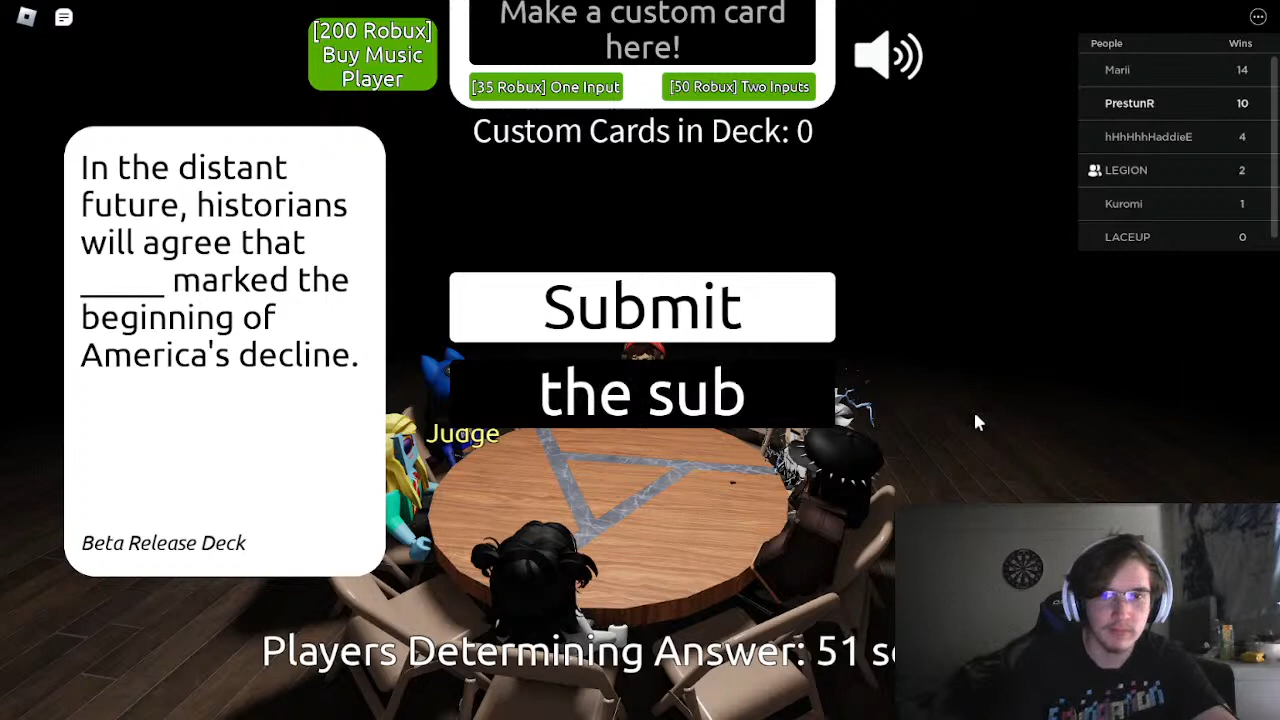 [200 Robux]
Buy Music
Player
Make a custom card
here!
[35 Robux] One Input
[50 Robux] Two Inputs
Custom Cards in Deck: 0
People Wins
Marii 14
PrestunR 10
hHHhHhHaddieE 4
LEGION 2
Kuromi 1
LACEUP 0
In the distant
future, historians
will agree that
_____ marked the
beginning of
America's decline.
Beta Release Deck
Submit
the sub
Judge
Players Determining Answer: 51 se